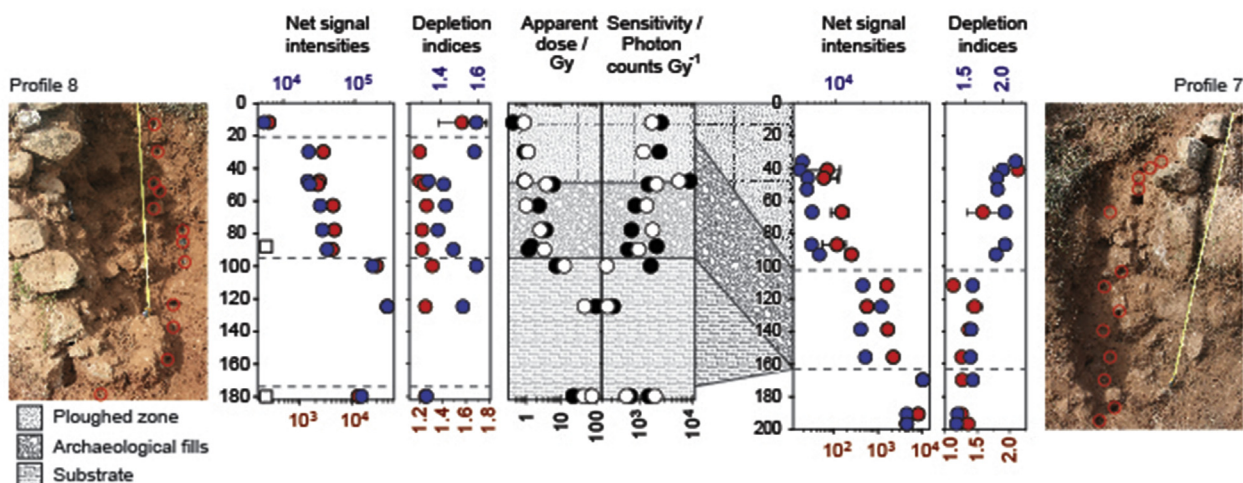 Net signal
intensities
Depletion
indices
Apparent
dose /
Gy
Sensitivity /
Photon
counts Gy⁻¹
Net signal
intensities
Depletion
indices
Profile 8
10⁴ 10⁵
1.4 1.6
10⁴
1.5 2.0
Profile 7
0
20
40
60
80
100
120
140
160
180
0
20
40
60
80
100
120
140
160
180
200
10³ 10⁴
1.2 1.4 1.6 1.8
1 10 100
10³ 10⁴
10² 10³ 10⁴
1.0 1.5 2.0
Ploughed zone
Archaeological fills
Substrate